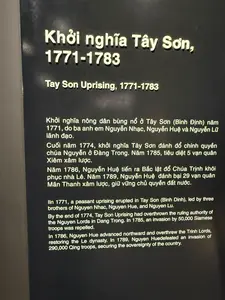 Khởi nghĩa Tây Sơn,
1771-1783
Tay Son Uprising, 1771-1783
Khởi nghĩa nông dân bùng nổ ở Tây Sơn (Bình Định) năm
1771, do ba anh em Nguyễn Nhạc, Nguyễn Huệ và Nguyễn Lữ
lãnh đạo.
Cuối năm 1774, khởi nghĩa Tây Sơn đánh đổ chính quyền
chúa Nguyễn ở Đàng Trong. Năm 1785, tiêu diệt 5 vạn quân
Xiêm xâm lược.
Năm 1786, Nguyễn Huệ tiến ra Bắc lật đổ Chúa Trịnh khôi
phục nhà Lê. Năm 1789, Nguyễn Huệ đánh bại 29 vạn quân
Mãn Thanh xâm lược, giữ vững chủ quyền đất nước.
IIn 1771, a peasant uprising erupted in Tay Son (Binh Dinh), led by three
brothers of Nguyen Nhac, Nguyen Hue, and Nguyen Lu.
By the end of 1774, Tay Son Uprising had overthrown the ruling authority of
the Nguyen Lords in Dang Trong. In 1785, an invasion by 50,000 Siamese
troops was repelled.
In 1786, Nguyen Hue advanced northward and overthrew the Trinh Lords,
restoring the Le dynasty. In 1789, Nguyen Huedefeated an invasion of
290,000 Qing troops, securing the sovereignty of the country.